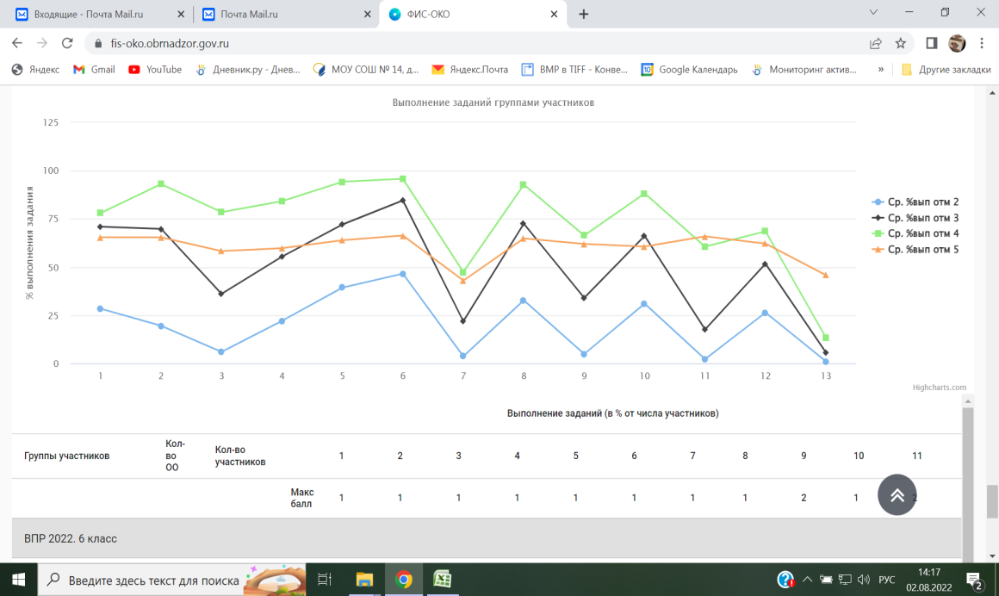 Входящие - Почта Mail.ru
Почта Mail.ru
ФИС-ОКО
fis-oko.obrnadzor.gov.ru
Яндекс
Gmail
YouTube
Дневник.ру - Днев...
МОУ СОШ № 14, д...
Яндекс.Почта
BMP в TIFF - Конве...
Google Календарь
Мониторинг актив...
»
Другие закладки
Выполнение заданий группами участников
% выполнения задания
125
100
75
50
25
0
1 2 3 4 5 6 7 8 9 10 11 12 13
Ср. %вып отм 2
Ср. %вып отм 3
Ср. %вып отм 4
Ср. %вып отм 5
Highcharts.com
Выполнение заданий (в % от числа участников)
Группы участников
Кол-
во
ОО
Кол-во
участников
1 2 3 4 5 6 7 8 9 10 11
Макс
балл
1 1 1 1 1 1 1 1 2 1 2
ВПР 2022. 6 класс
Введите здесь текст для поиска
РУС
14:17
02.08.2022
2